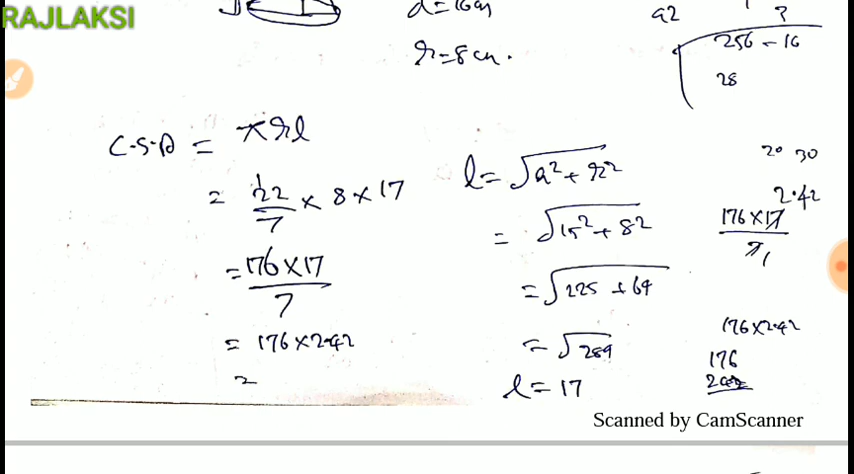 RAJLAKSI
d=16cm
r=8cm.
256-16
28
C.S.A = πrl
= 22/7 × 8 × 17
= 176×17/7
= 176×2.42
=
l = √a²+r²
= √15²+8²
= √225+64
= √289
l = 17
20 30
2.42
176×17/7
176×2.42
176
Scanned by CamScanner